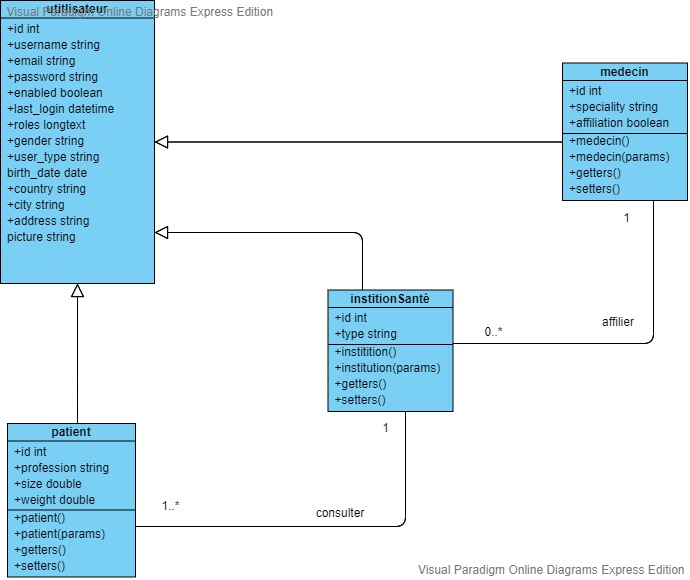 utitlisateur
Visual Paradigm Online Diagrams Express Edition
+id int
+username string
+email string
+password string
+enabled boolean
+last_login datetime
+roles longtext
+gender string
+user_type string
birth_date date
+country string
+city string
+address string
picture string
medecin
+id int
+speciality string
+affiliation boolean
+medecin()
+medecin(params)
+getters()
+setters()
1
affilier
0..*
institionSanté
+id int
+type string
+institition()
+institution(params)
+getters()
+setters()
1
consulter
1..*
patient
+id int
+profession string
+size double
+weight double
+patient()
+patient(params)
+getters()
+setters()
Visual Paradigm Online Diagrams Express Edition